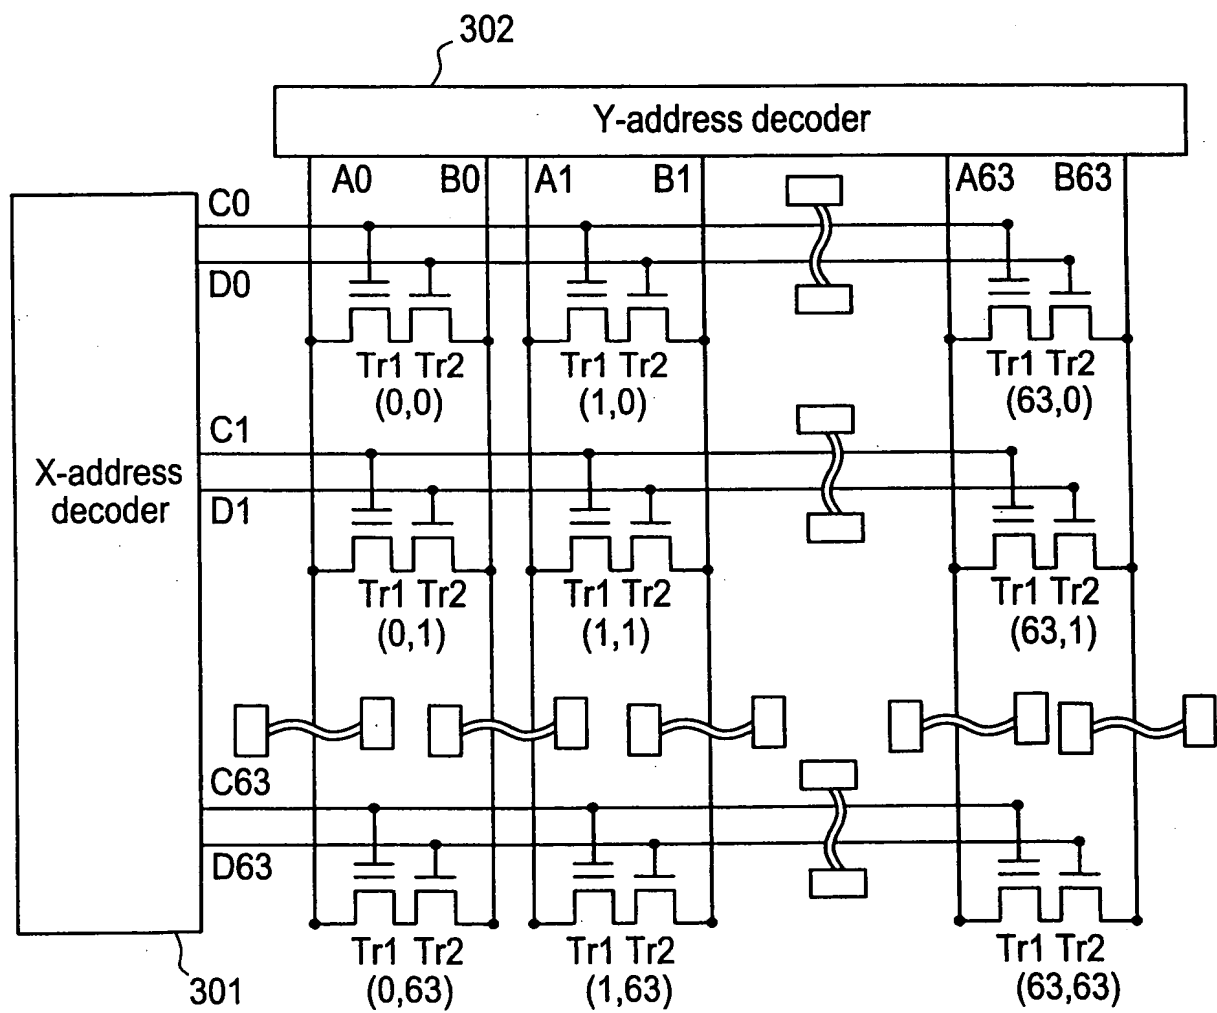 302
Y-address decoder
A0 B0 A1 B1 A63 B63
C0
D0
Tr1 Tr2 Tr1 Tr2 Tr1 Tr2
(0,0) (1,0) (63,0)
C1
X-address
decoder
D1
Tr1 Tr2 Tr1 Tr2 Tr1 Tr2
(0,1) (1,1) (63,1)
C63
D63
Tr1 Tr2 Tr1 Tr2 Tr1 Tr2
(0,63) (1,63) (63,63)
301